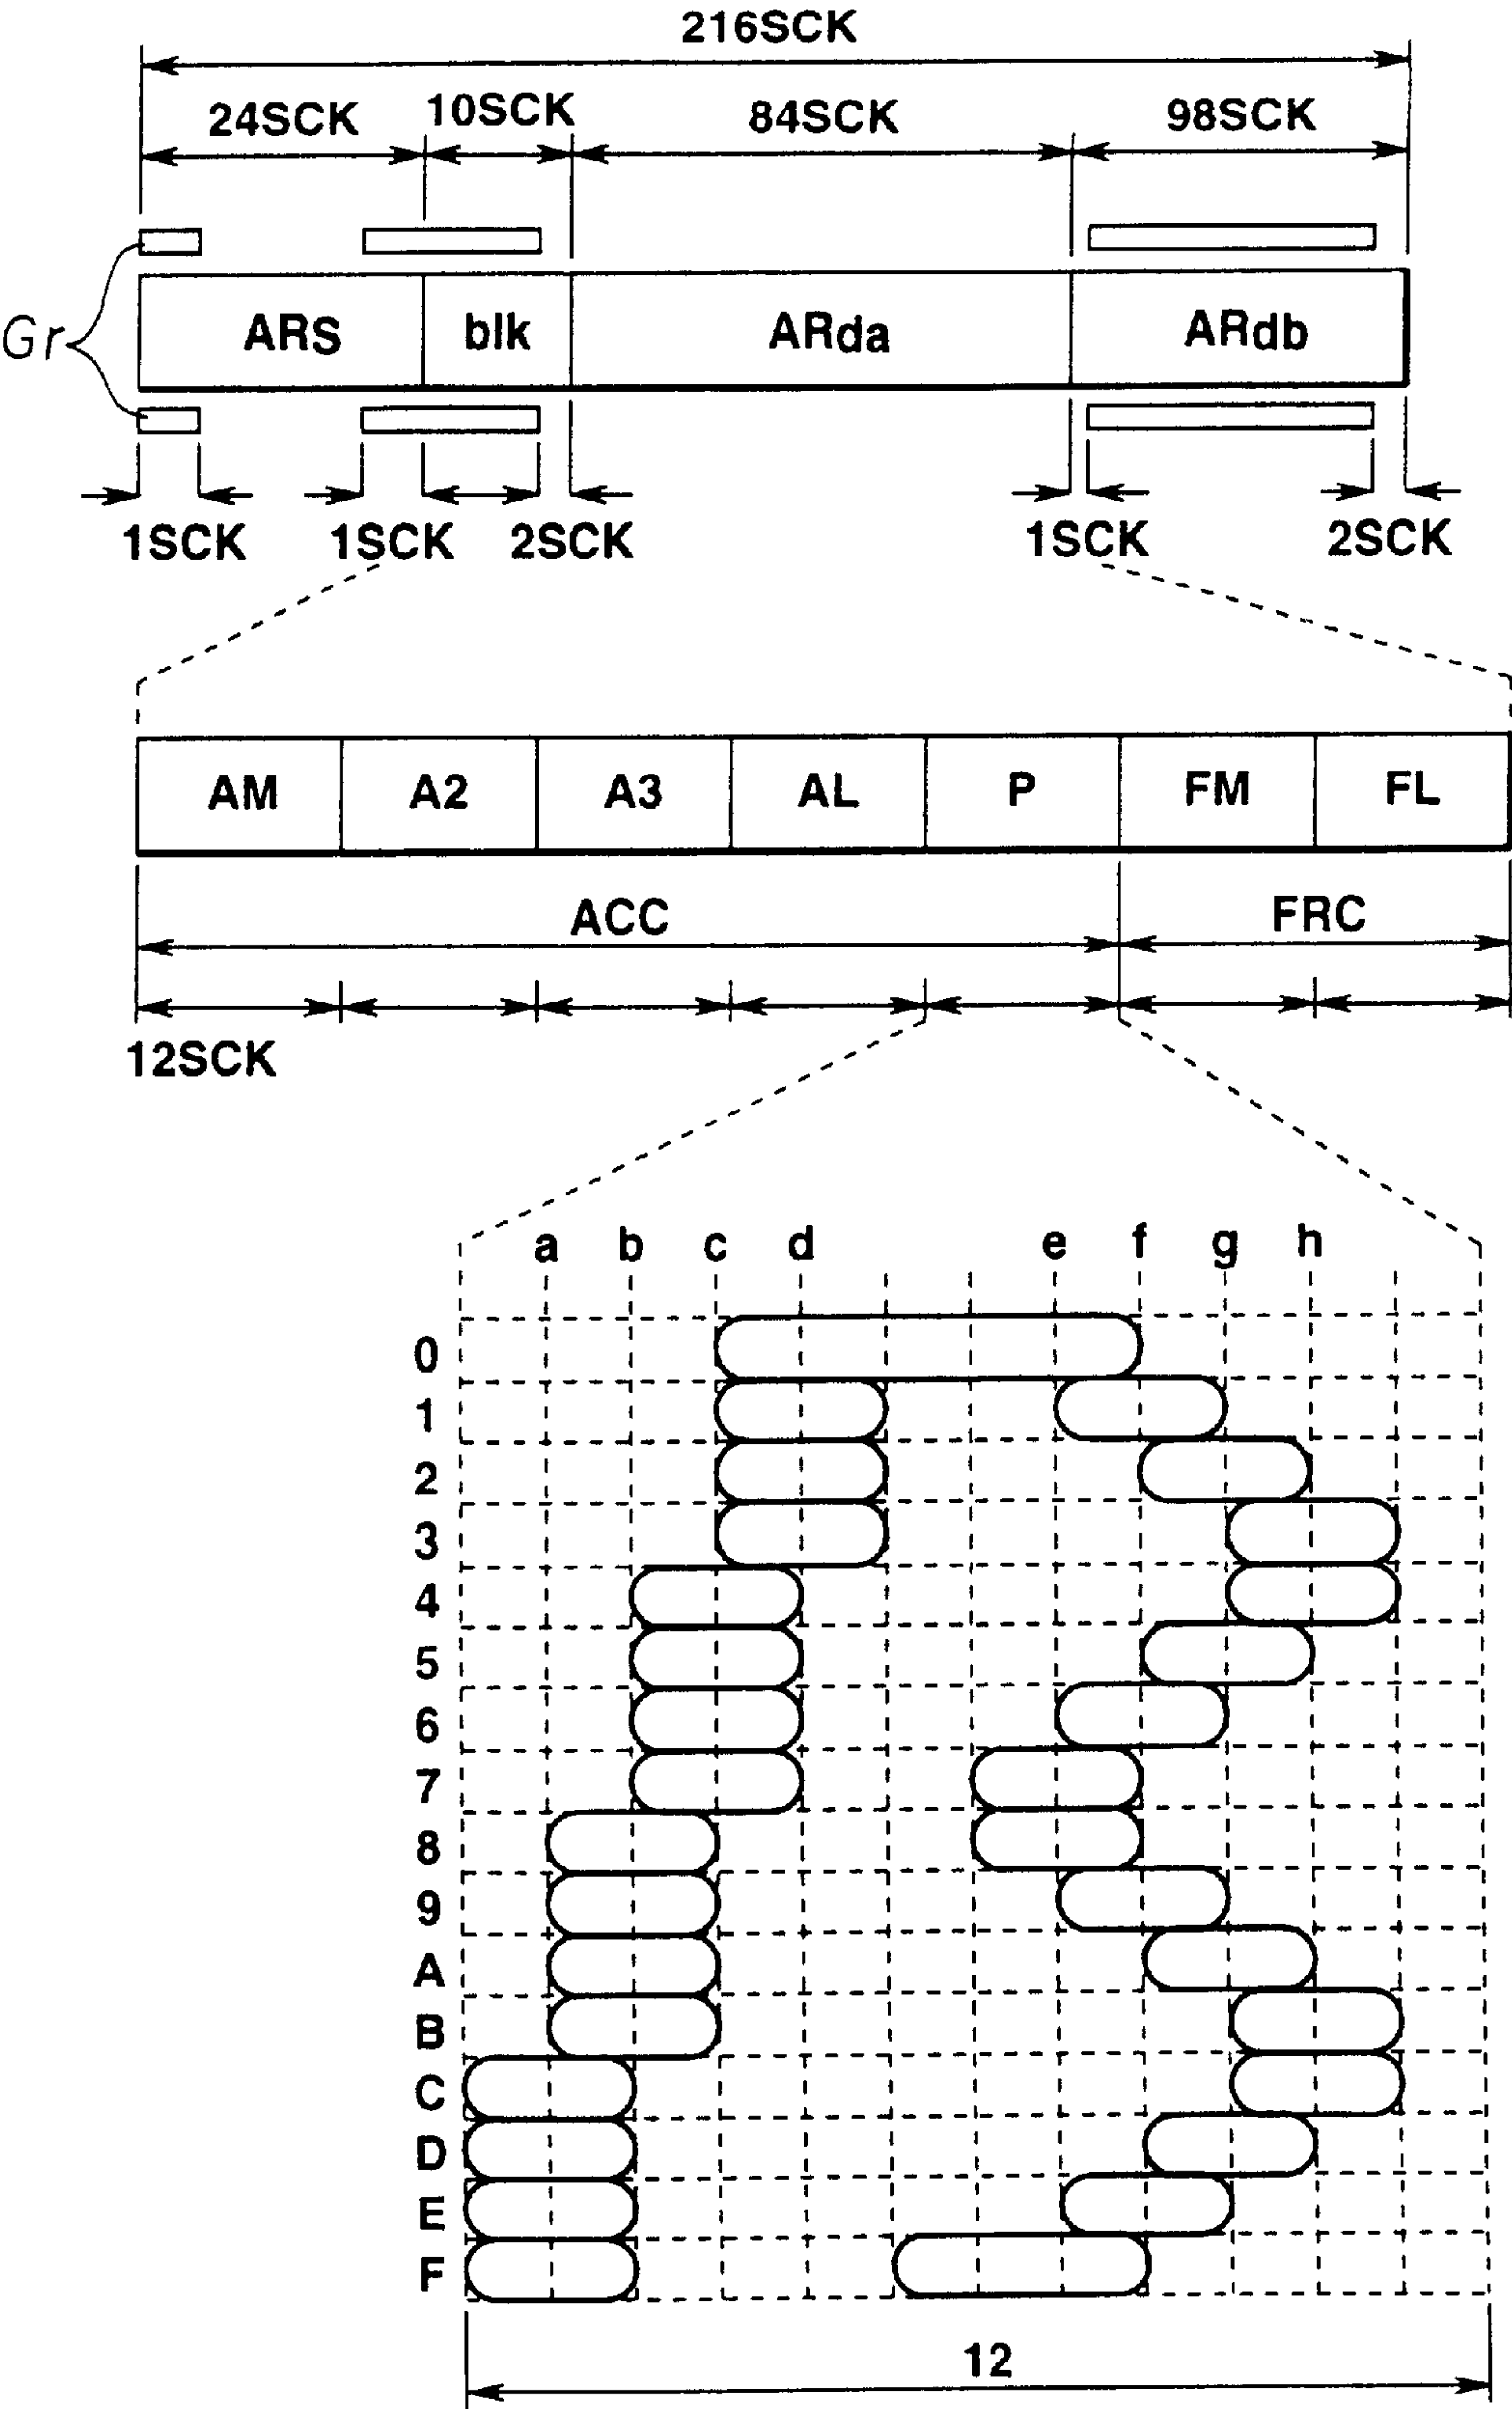 216SCK
24SCK 10SCK 84SCK 98SCK
Gr
ARS blk ARda ARdb
1SCK 1SCK 2SCK 1SCK 2SCK
AM A2 A3 AL P FM FL
ACC FRC
12SCK
a b c d e f g h
0
1
2
3
4
5
6
7
8
9
A
B
C
D
E
F
12